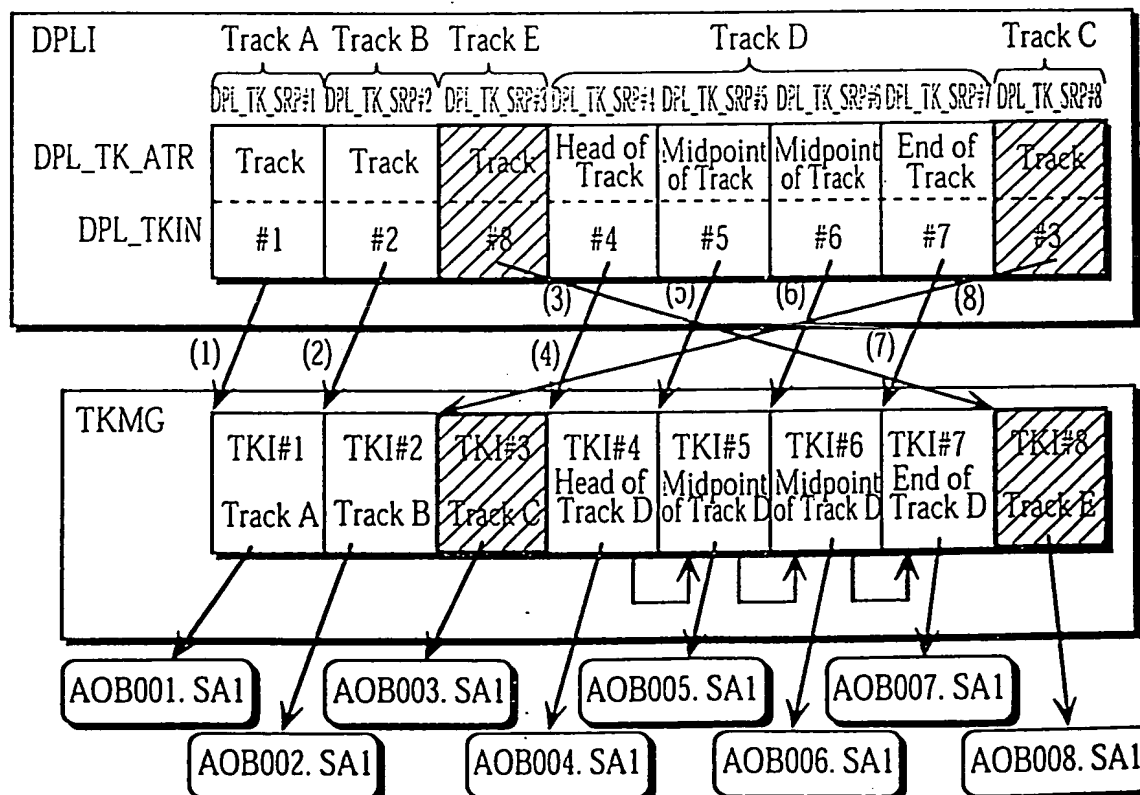 DPLI
Track A Track B Track E Track D Track C
DPL_TK_SRP#1 DPL_TK_SRP#2 DPL_TK_SRP#3 DPL_TK_SRP#4 DPL_TK_SRP#5 DPL_TK_SRP#6 DPL_TK_SRP#7 DPL_TK_SRP#8
DPL_TK_ATR
Track Track Track Head of Track Midpoint of Track Midpoint of Track End of Track Track
DPL_TKIN
#1 #2 #8 #4 #5 #6 #7 #3
(3) (5) (6) (8)
(1) (2) (4) (7)
TKMG
TKI#1 TKI#2 TKI#3 TKI#4 TKI#5 TKI#6 TKI#7 TKI#8
Track A Track B Track C Head of Track D Midpoint of Track D Midpoint of Track D End of Track D Track E
AOB001. SA1 AOB003. SA1 AOB005. SA1 AOB007. SA1
AOB002. SA1 AOB004. SA1 AOB006. SA1 AOB008. SA1